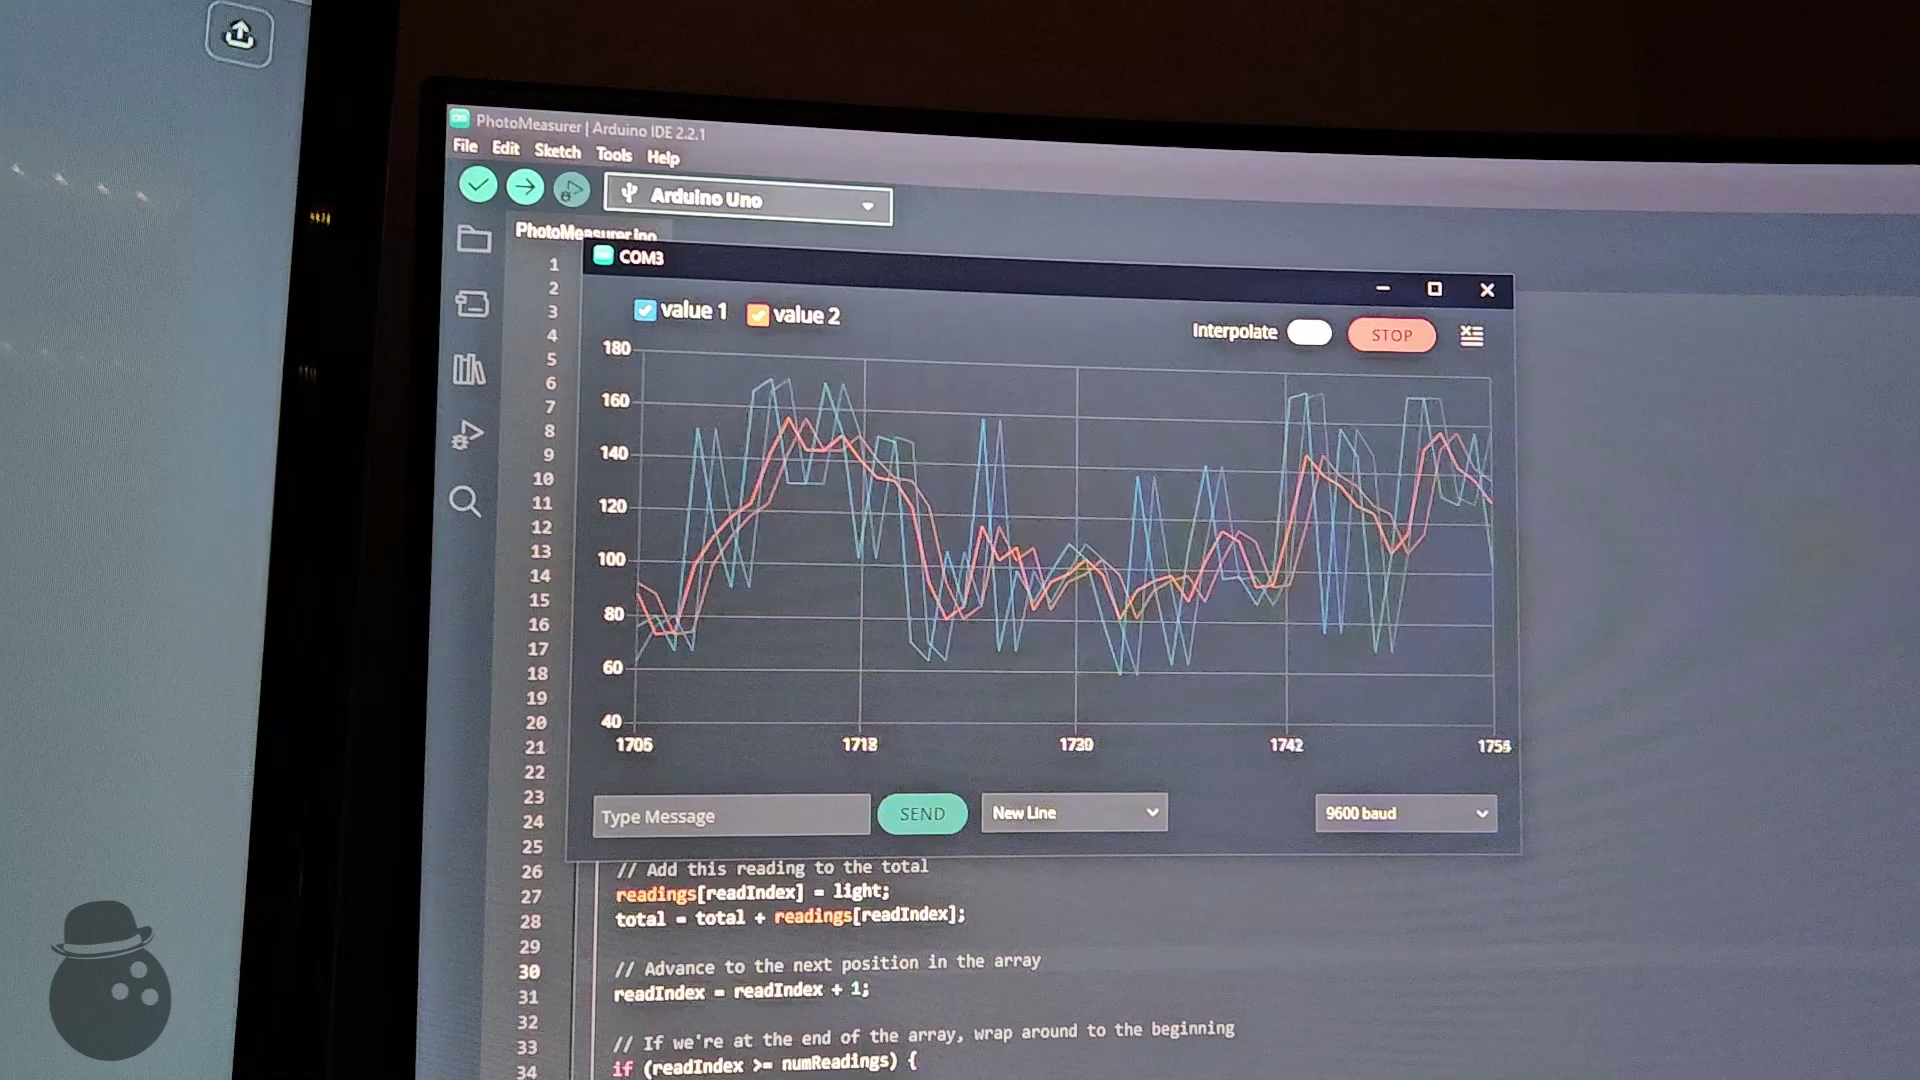 PhotoMeasurer | Arduino IDE 2.2.1
File Edit Sketch Tools Help
Arduino Uno
PhotoMeasurer.ino
COM3
value 1 value 2
Interpolate STOP
180
160
140
120
100
80
60
40
1705 1718 1742
Type Message SEND New Line 9600 baud
1
2
3
4
5
6
7
8
9
10
11
12
13
14
15
16
17
18
19
20
21
22
23
24
25
26 // Add this reading to the total
27 readings[readIndex] = light;
28 total = total + readings[readIndex];
29
30 // Advance to the next position in the array
31 readIndex = readIndex + 1;
32
33 // If we're at the end of the array, wrap around to the beginning
34 if (readIndex >= numReadings) {